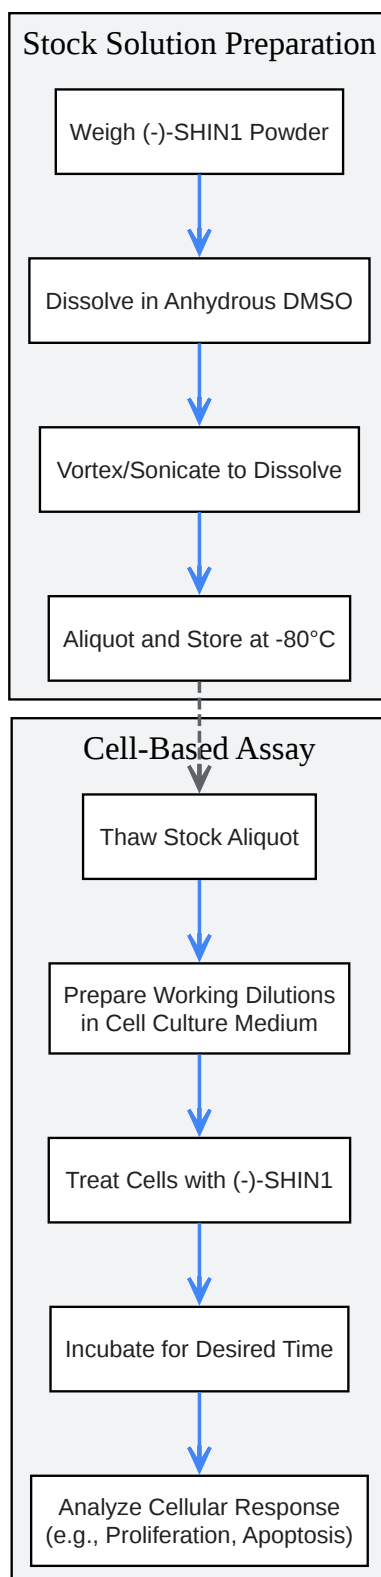 Stock Solution Preparation
Weigh (-)-SHIN1 Powder
Dissolve in Anhydrous DMSO
Vortex/Sonicate to Dissolve
Aliquot and Store at -80°C
Cell-Based Assay
Thaw Stock Aliquot
Prepare Working Dilutions
in Cell Culture Medium
Treat Cells with (-)-SHIN1
Incubate for Desired Time
Analyze Cellular Response
(e.g., Proliferation, Apoptosis)